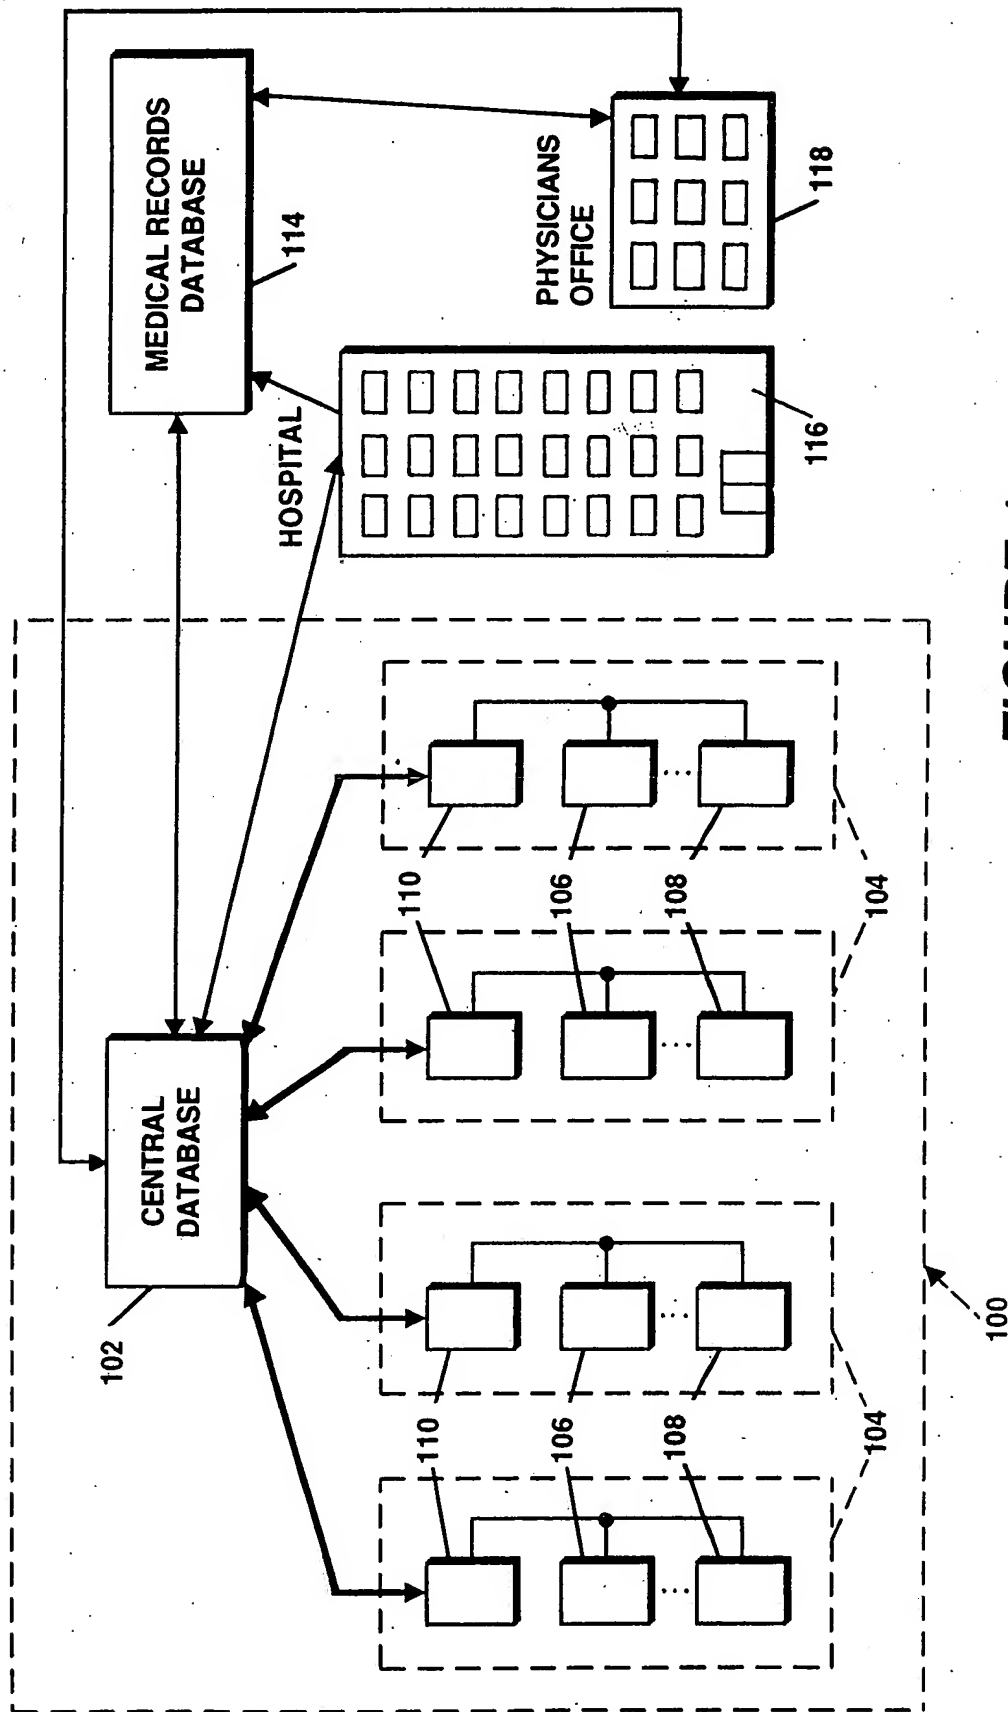 MEDICAL RECORDS
DATABASE
114
PHYSICIANS
OFFICE
118
HOSPITAL
116
CENTRAL
DATABASE
102
110
106
108
104
110
106
108
104
100